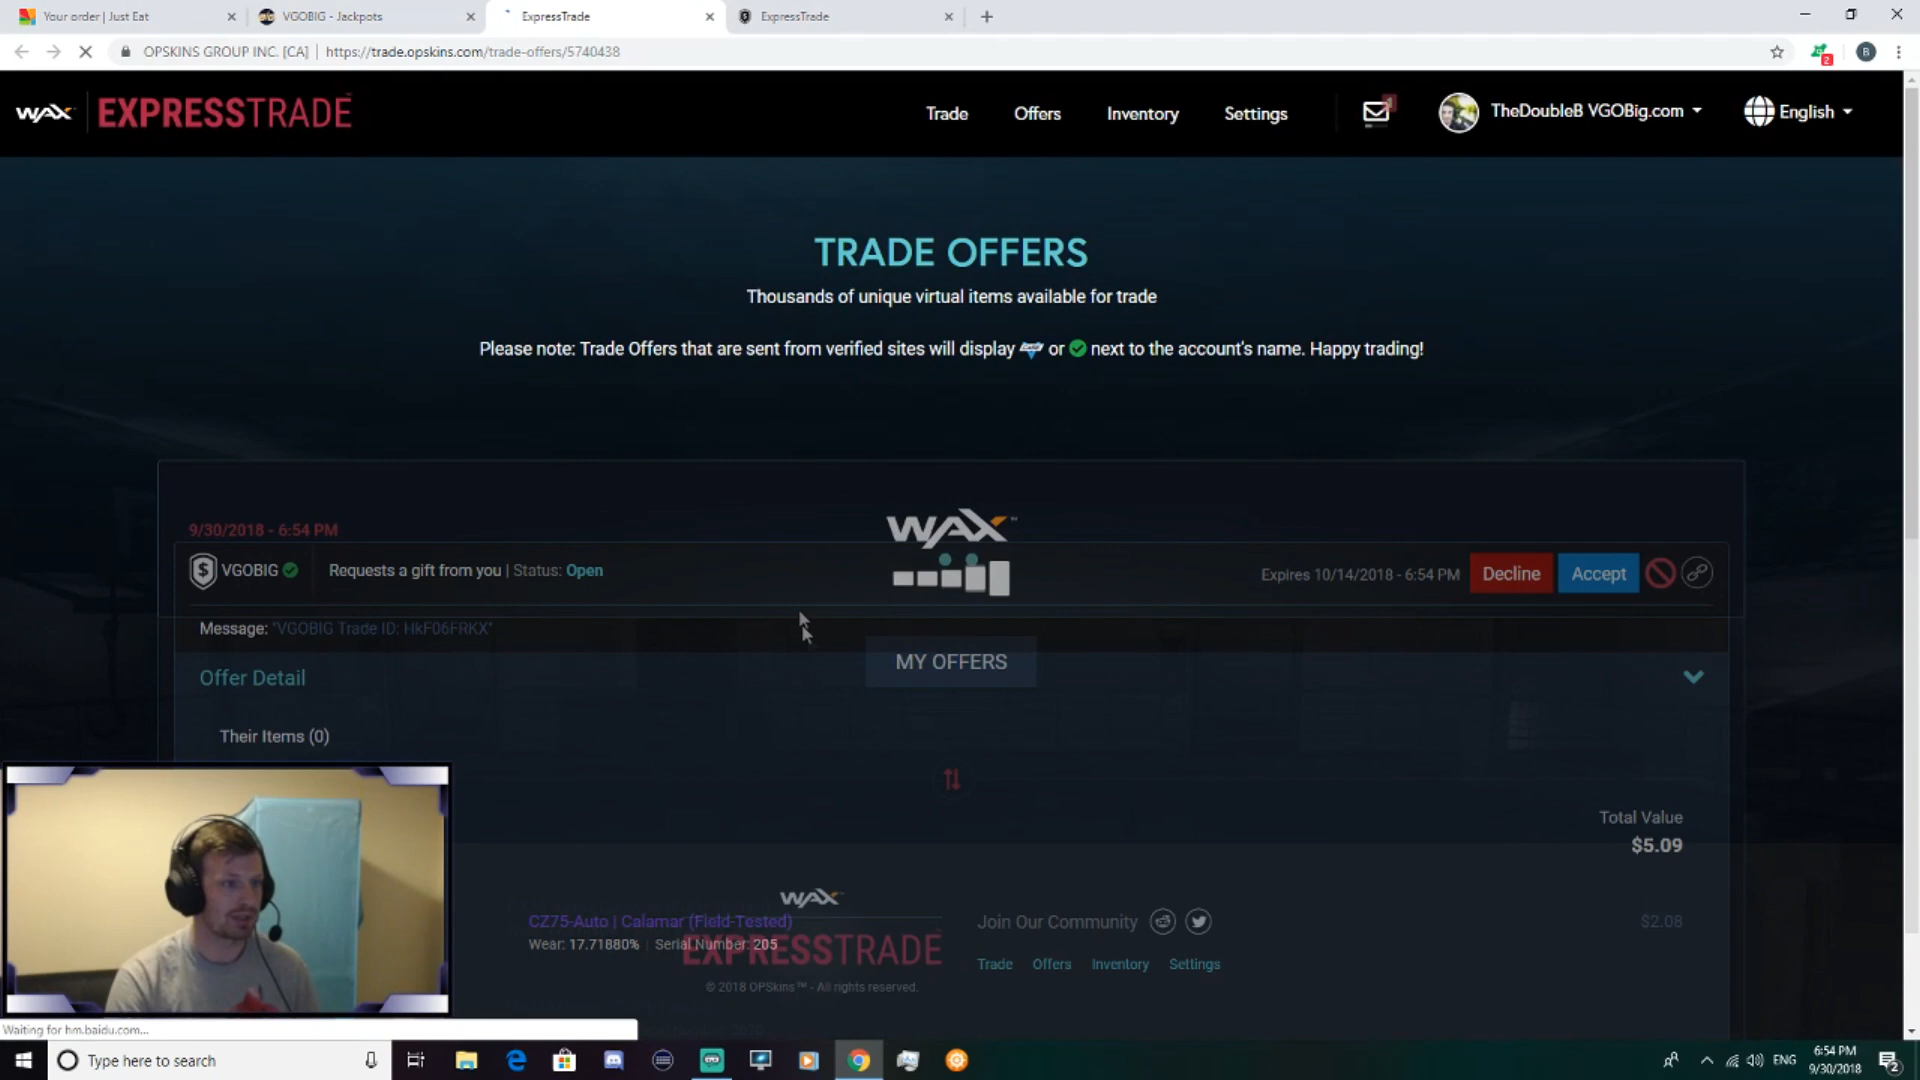 Your order | Just Eat
VGOBIG - Jackpots
ExpressTrade
ExpressTrade
OPSKINS GROUP INC. [CA] | https://trade.opskins.com/trade-offers/5740438
2
B
WAX EXPRESSTRADE
Trade
Offers
Inventory
Settings
TheDoubleB VGOBig.com
English
TRADE OFFERS
Thousands of unique virtual items available for trade
Please note: Trade Offers that are sent from verified sites will display or next to the account's name. Happy trading!
9/30/2018 - 6:54 PM
WAX
VGOBIG
Requests a gift from you | Status: Open
Expires 10/14/2018 - 6:54 PM
Decline
Accept
Message: "VGOBIG Trade ID: HkF06FRKX"
MY OFFERS
Offer Detail
Their Items (0)
Total Value
$5.09
WAX
CZ75-Auto | Calamar (Field-Tested)
Join Our Community
$2.08
Wear: 17.71880% | Serial Number: 205
EXPRESSTRADE
Trade
Offers
Inventory
Settings
© 2018 OPSkins™ - All rights reserved.
Waiting for hm.baidu.com...
Type here to search
ENG
6:54 PM
9/30/2018
2